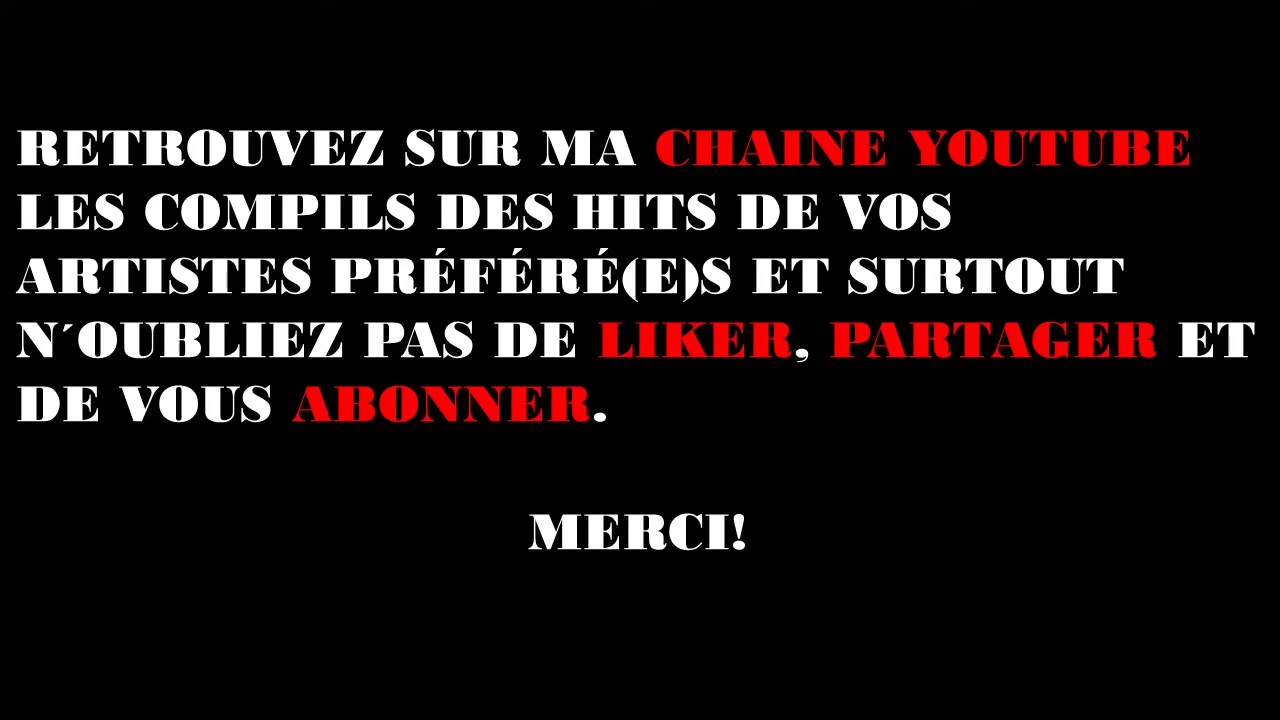 RETROUVEZ SUR MA CHAINE YOUTUBE
LES COMPILS DES HITS DE VOS
ARTISTES PRÉFÉRÉ(E)S ET SURTOUT
N´OUBLIEZ PAS DE LIKER, PARTAGER ET
DE VOUS ABONNER.
MERCI!